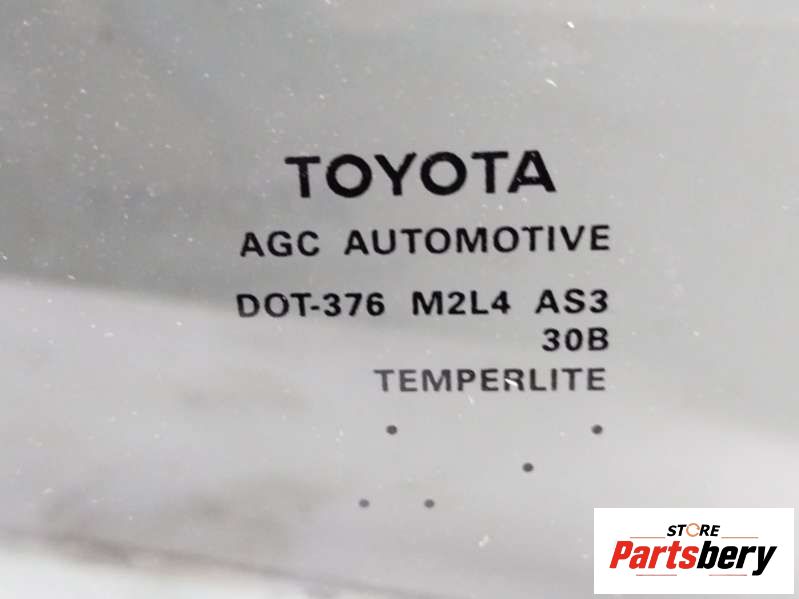 TOYOTA
AGC AUTOMOTIVE
DOT-376 M2L4 AS3
30B
TEMPERLITE
STORE
Partsbery